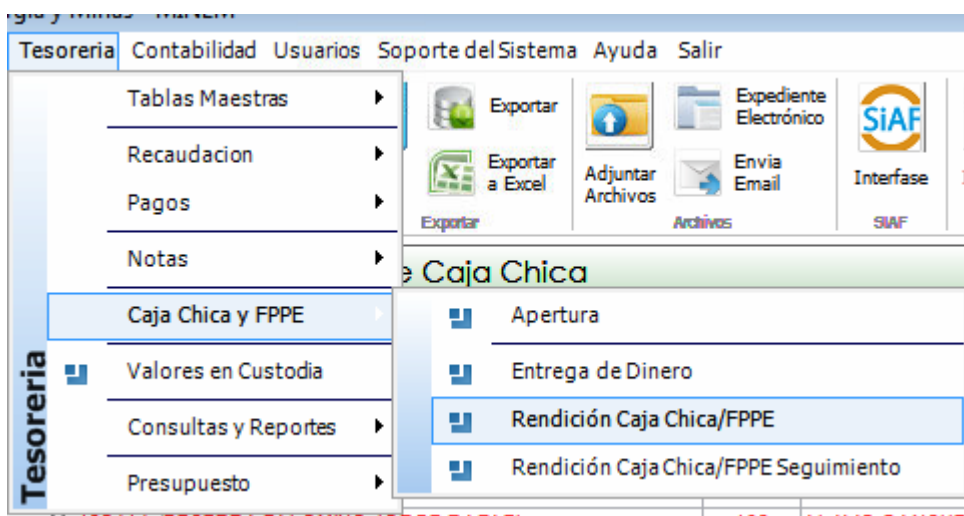 Minas - MINEM
Tesoreria Contabilidad Usuarios Soporte del Sistema Ayuda Salir
Tablas Maestras
Recaudacion
Pagos
Notas
Caja Chica y FPPE
Valores en Custodia
Consultas y Reportes
Presupuesto
Tesoreria
Exportar
Exportar
a Excel
Exportar
Adjuntar
Archivos
Expediente
Electrónico
Envia
Email
Archivos
SiAF
Interfase
SIAF
e Caja Chica
Apertura
Entrega de Dinero
Rendición Caja Chica/FPPE
Rendición Caja Chica/FPPE Seguimiento